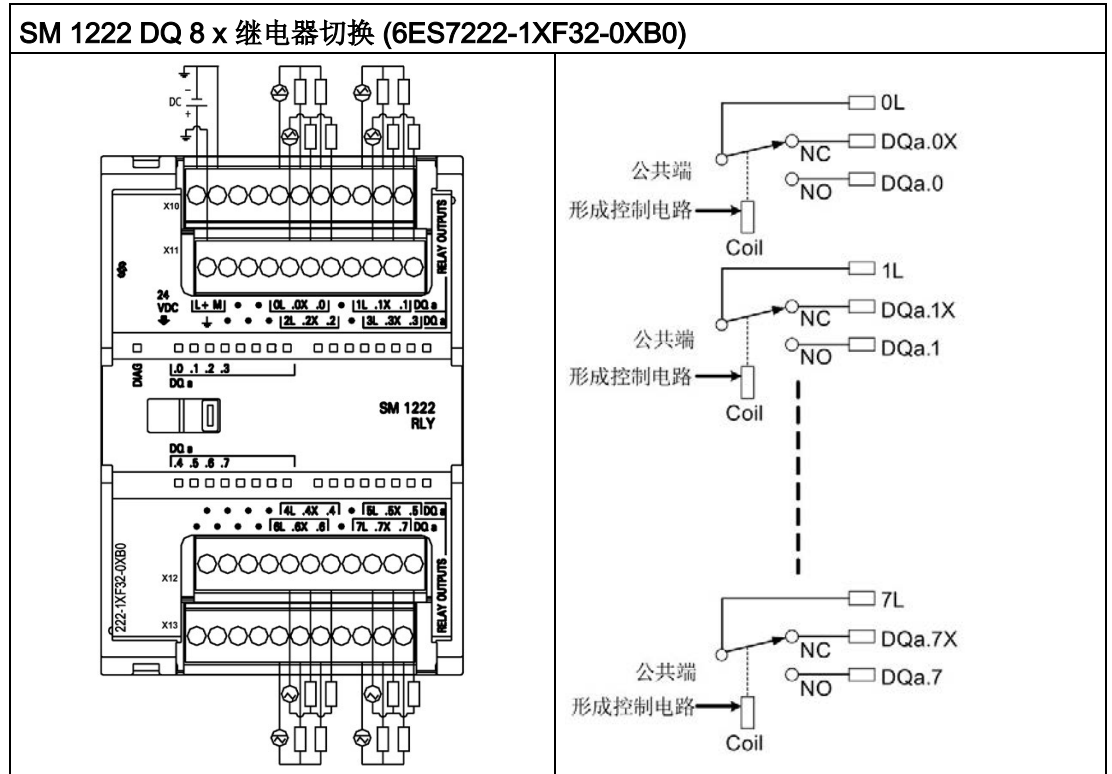 SM 1222 DQ 8 x 继电器切换 (6ES7222-1XF32-0XB0)
DC
-
+
X10
X11
RELAY OUTPUTS
24
VDC
L+ M • • 0L .0X .0 • 1L .1X .1 DQ a
• • • 2L .2X .2 • 3L .3X .3 DQ a
DIAG
.0 .1 .2 .3
DQ a
SM 1222
RLY
DQ a
.4 .5 .6 .7
• • • • 4L .4X .4 • 5L .5X .5 DQ a
• • • • 6L .6X .6 • 7L .7X .7 DQ a
222-1XF32-0XB0
X12
X13
RELAY OUTPUTS
0L
DQa.0X
NC
公共端
DQa.0
NO
形成控制电路
Coil
1L
DQa.1X
NC
公共端
DQa.1
NO
形成控制电路
Coil
7L
DQa.7X
NC
公共端
DQa.7
NO
形成控制电路
Coil